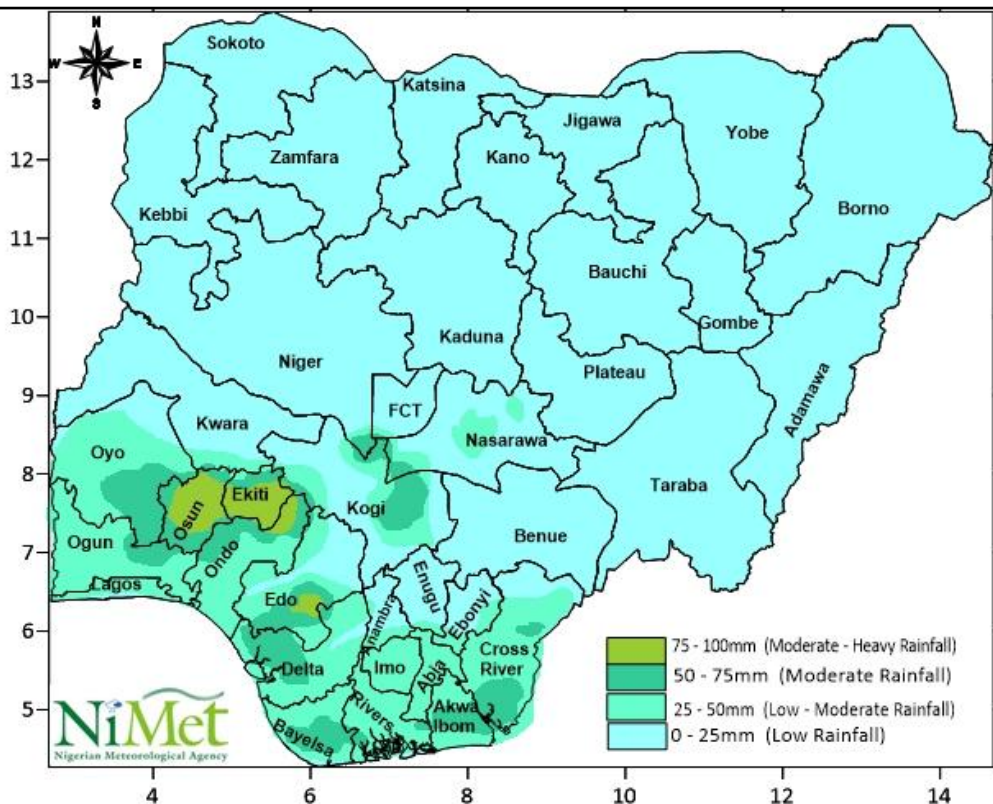 N
W E
S
Sokoto
Katsina
Jigawa
Yobe
Zamfara
Kano
Kebbi
Borno
Bauchi
Gombe
Kaduna
Niger
Plateau
Adamawa
FCT
Kwara
Nasarawa
Oyo
Taraba
Ekiti
Osun
Kogi
Benue
Ogun
Ondo
Lagos
Enugu
Edo
Anambra
Ebonyi
Cross
River
Delta
Imo
Abia
Rivers
Akwa
Ibom
Bayelsa
13
12
11
10
9
8
7
6
5
4 6 8 10 12 14
75 - 100mm (Moderate - Heavy Rainfall)
50 - 75mm (Moderate Rainfall)
25 - 50mm (Low - Moderate Rainfall)
0 - 25mm (Low Rainfall)
NiMet
Nigerian Meteorological Agency